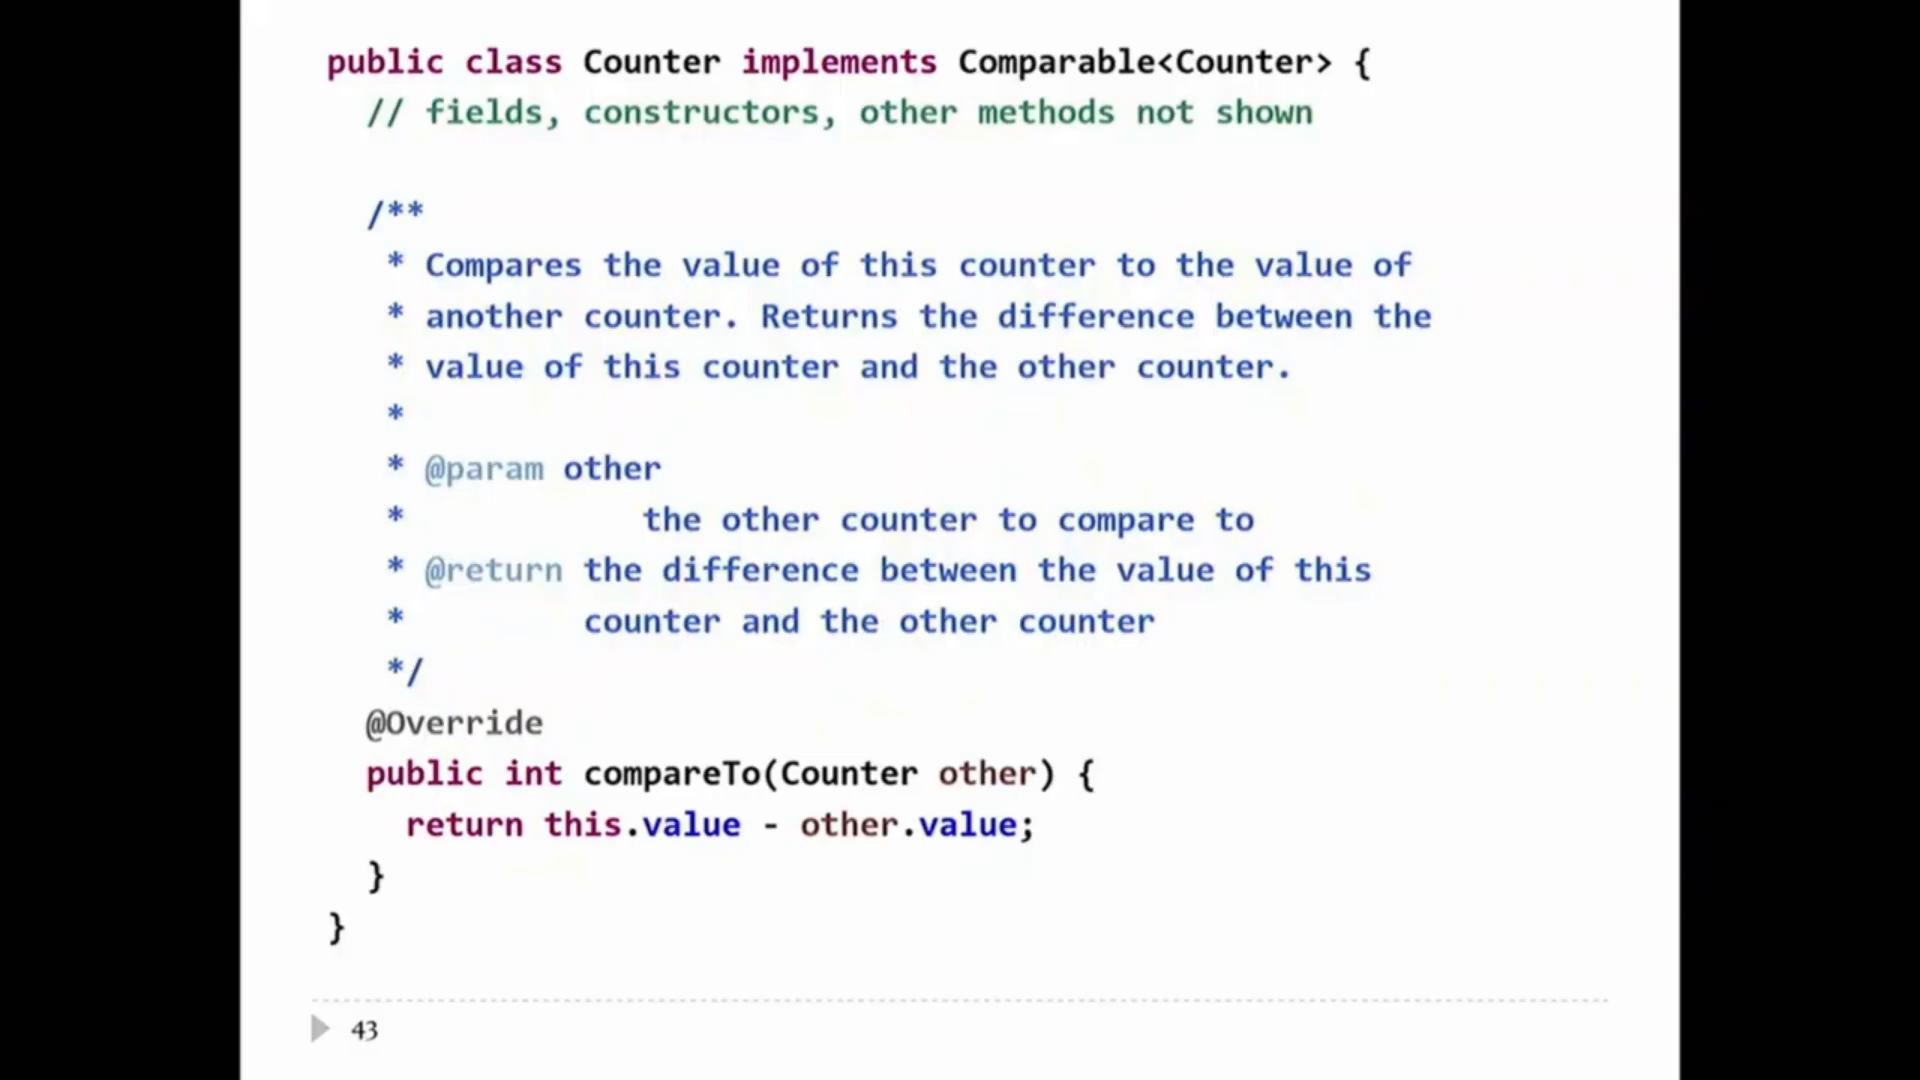 public class Counter implements Comparable<Counter> {
// fields, constructors, other methods not shown
/**
* Compares the value of this counter to the value of
* another counter. Returns the difference between the
* value of this counter and the other counter.
*
* @param other
* the other counter to compare to
* @return the difference between the value of this
* counter and the other counter
*/
@Override
public int compareTo(Counter other) {
return this.value - other.value;
}
}
43